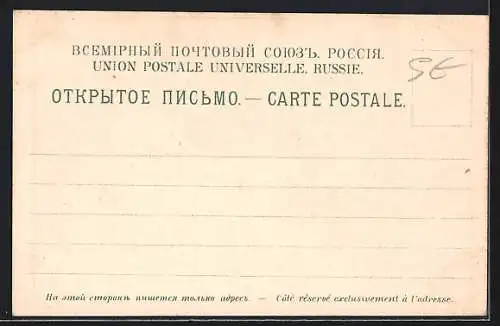 ВСЕМІРНЫЙ ПОЧТОВЫЙ СОЮЗЪ. РОССІЯ.
UNION POSTALE UNIVERSELLE. RUSSIE.
5€
ОТКРЫТОЕ ПИСЬМО. — CARTE POSTALE.
На этой сторонѣ пишется только адресъ. — Côté réservé exclusivement à l'adresse.